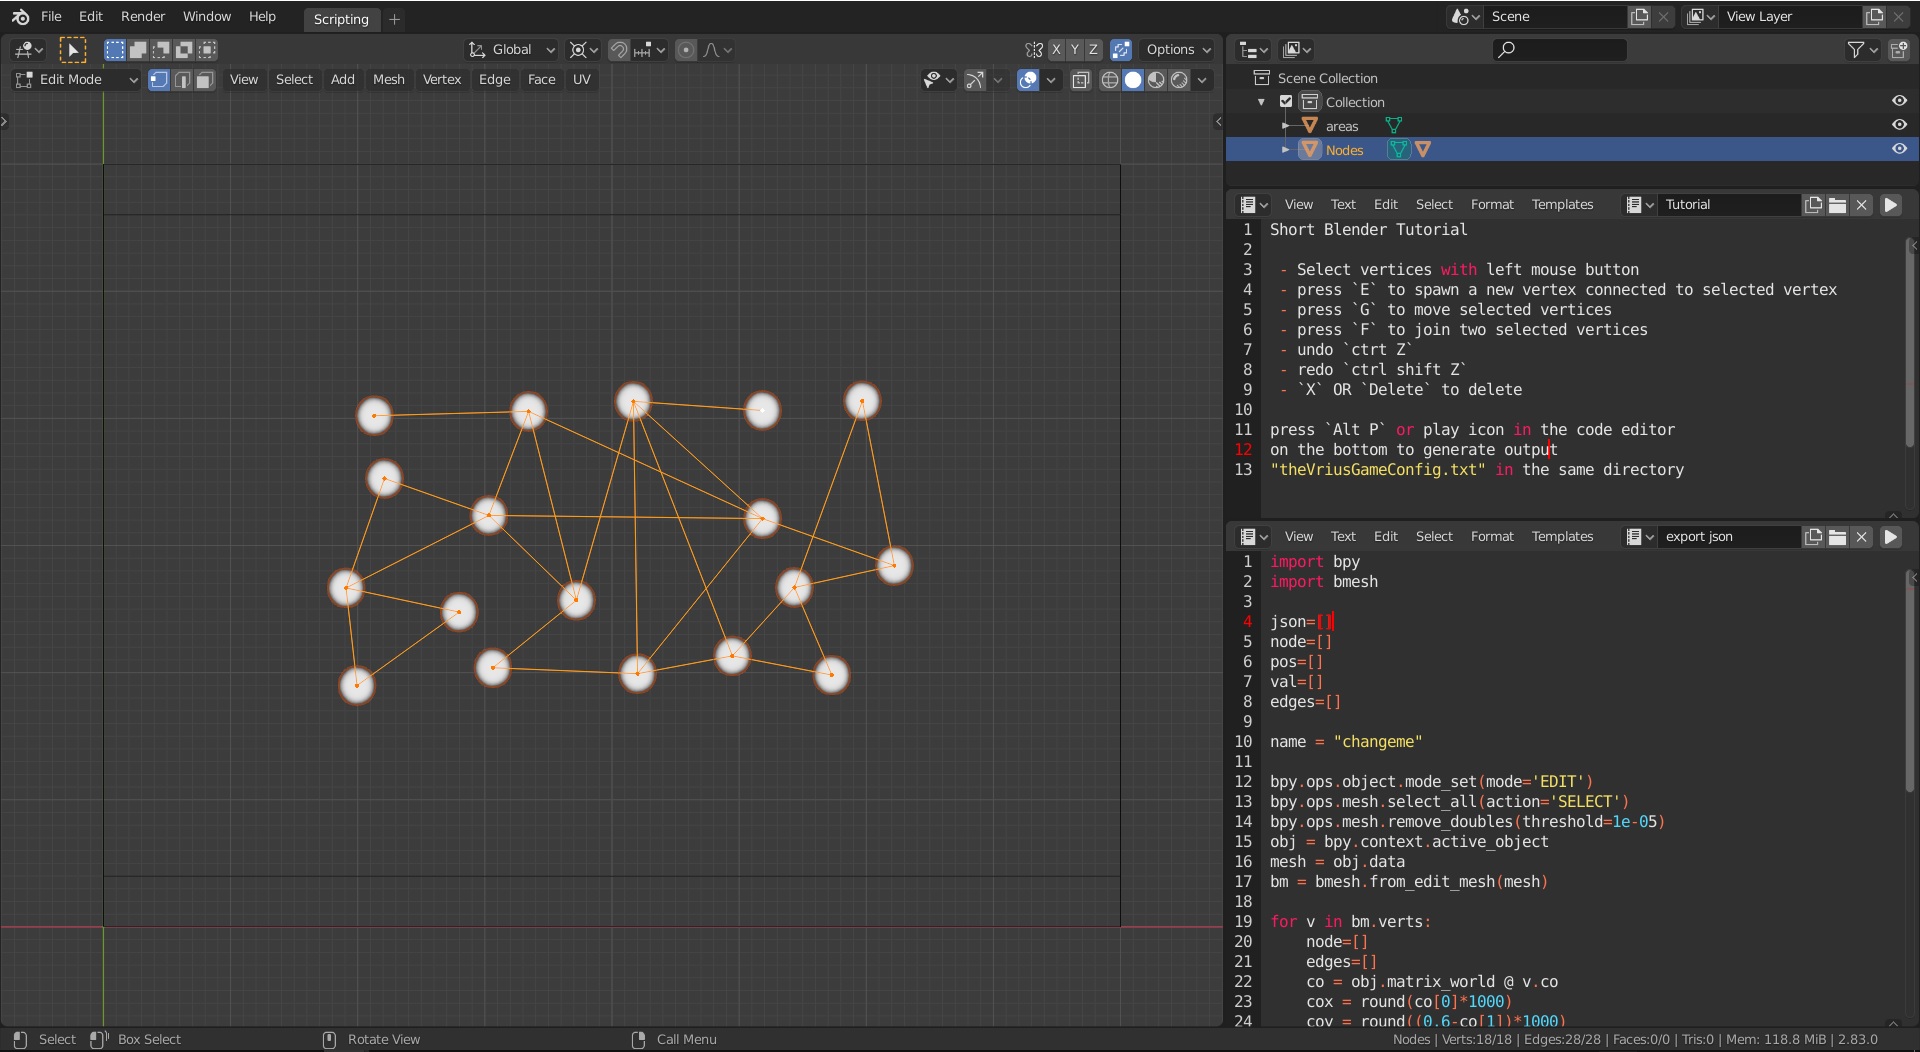 File Edit Render Window Help Scripting + Scene View Layer
Global X Y Z Options
Edit Mode View Select Add Mesh Vertex Edge Face UV
Scene Collection
Collection
areas
Nodes
View Text Edit Select Format Templates Tutorial
1 Short Blender Tutorial
2
3 - Select vertices with left mouse button
4 - press `E` to spawn a new vertex connected to selected vertex
5 - press `G` to move selected vertices
6 - press `F` to join two selected vertices
7 - undo `ctrt Z`
8 - redo `ctrl shift Z`
9 - `X` OR `Delete` to delete
10
11 press `Alt P` or play icon in the code editor
12 on the bottom to generate output
13 "theVriusGameConfig.txt" in the same directory
View Text Edit Select Format Templates export json
1 import bpy
2 import bmesh
3
4 json=[]
5 node=[]
6 pos=[]
7 val=[]
8 edges=[]
9
10 name = "changeme"
11
12 bpy.ops.object.mode_set(mode='EDIT')
13 bpy.ops.mesh.select_all(action='SELECT')
14 bpy.ops.mesh.remove_doubles(threshold=1e-05)
15 obj = bpy.context.active_object
16 mesh = obj.data
17 bm = bmesh.from_edit_mesh(mesh)
18
19 for v in bm.verts:
20 node=[]
21 edges=[]
22 co = obj.matrix_world @ v.co
23 cox = round(co[0]*1000)
24 coy = round((0.6-co[1])*1000)
Select Box Select Rotate View Call Menu Nodes | Verts:18/18 | Edges:28/28 | Faces:0/0 | Tris:0 | Mem: 118.8 MiB | 2.83.0